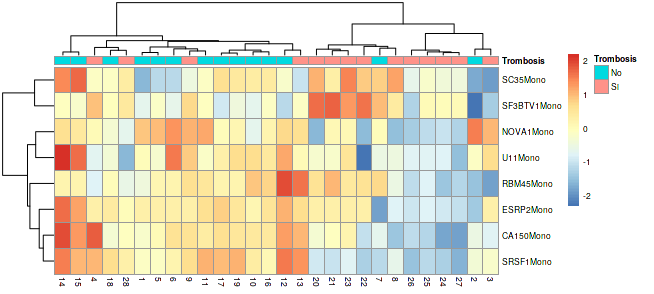 Trombosis
SC35Mono
SF3BTV1Mono
NOVA1Mono
U11Mono
RBM45Mono
ESRP2Mono
CA150Mono
SRSF1Mono
14 15 4 18 28 1 5 6 9 11 17 19 10 16 12 13 20 21 23 22 7 8 26 25 24 27 2 3
2
1
0
-1
-2
Trombosis
No
SI